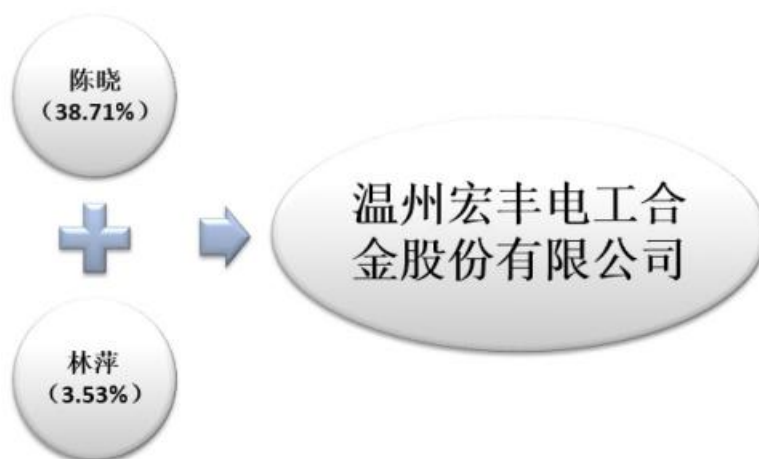 陈晓
（38.71%）
温州宏丰电工合
金股份有限公司
林萍
（3.53%）